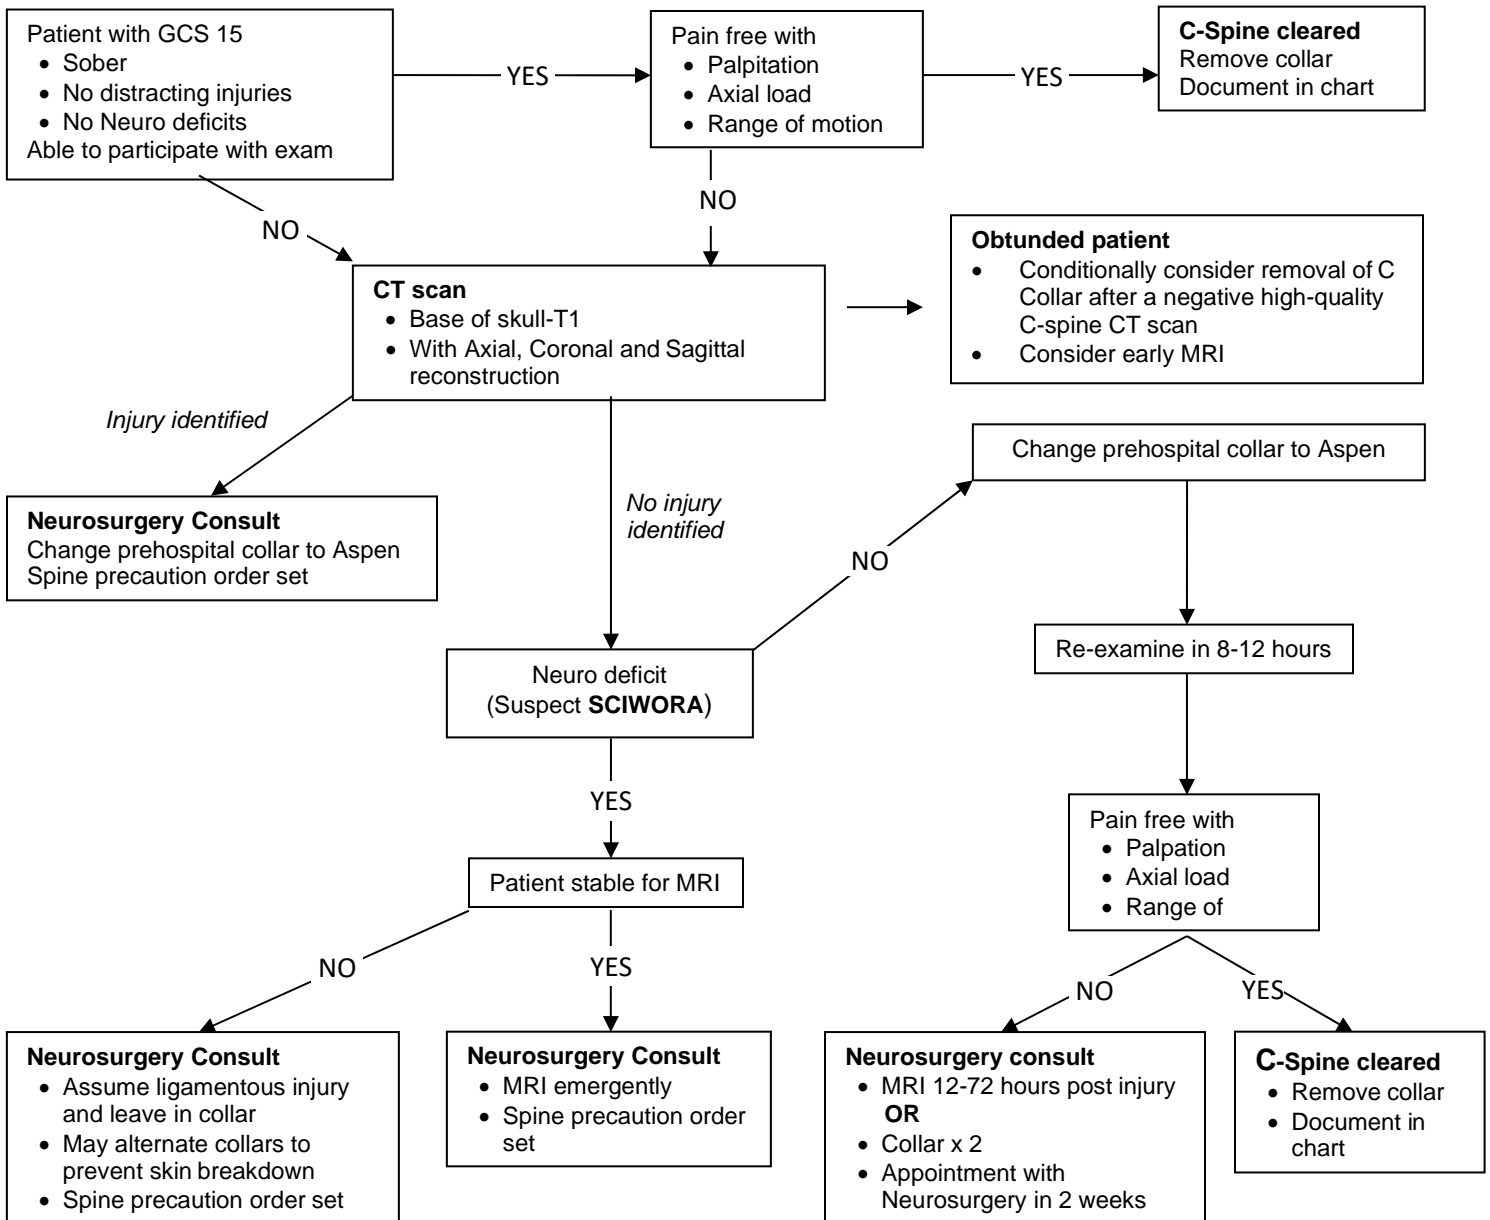 Patient with GCS 15
• Sober
• No distracting injuries
• No Neuro deficits
Able to participate with exam
YES
Pain free with
• Palpitation
• Axial load
• Range of motion
YES
C-Spine cleared
Remove collar
Document in chart
NO
NO
CT scan
• Base of skull-T1
• With Axial, Coronal and Sagittal
reconstruction
Obtunded patient
• Conditionally consider removal of C
Collar after a negative high-quality
C-spine CT scan
• Consider early MRI
Injury identified
Neurosurgery Consult
Change prehospital collar to Aspen
Spine precaution order set
No injury
identified
Neuro deficit
(Suspect SCIWORA)
NO
Change prehospital collar to Aspen
Re-examine in 8-12 hours
Pain free with
• Palpation
• Axial load
• Range of
YES
Patient stable for MRI
NO
YES
Neurosurgery Consult
• Assume ligamentous injury
and leave in collar
• May alternate collars to
prevent skin breakdown
• Spine precaution order set
Neurosurgery Consult
• MRI emergently
• Spine precaution order
set
NO
YES
Neurosurgery consult
• MRI 12-72 hours post injury
OR
• Collar x 2
• Appointment with
Neurosurgery in 2 weeks
C-Spine cleared
• Remove collar
• Document in
chart